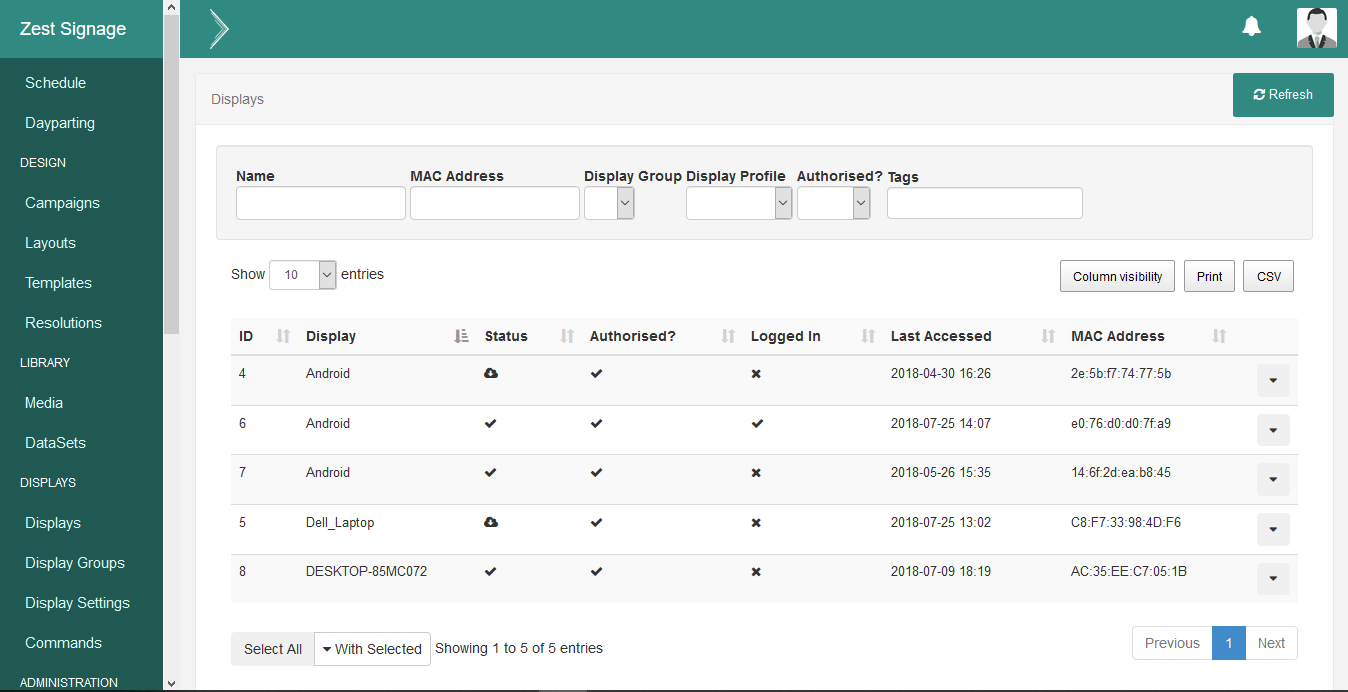 Zest Signage
Schedule
Dayparting
DESIGN
Campaigns
Layouts
Templates
Resolutions
LIBRARY
Media
DataSets
DISPLAYS
Displays
Display Groups
Display Settings
Commands
ADMINISTRATION
Displays
Refresh
Name MAC Address Display Group Display Profile Authorised? Tags
Show 10 entries
Column visibility Print CSV
ID Display Status Authorised? Logged In Last Accessed MAC Address
4 Android 2018-04-30 16:26 2e:5b:f7:74:77:5b
6 Android 2018-07-25 14:07 e0:76:d0:d0:7f:a9
7 Android 2018-05-26 15:35 14:6f:2d:ea:b8:45
5 Dell_Laptop 2018-07-25 13:02 C8:F7:33:98:4D:F6
8 DESKTOP-85MC072 2018-07-09 18:19 AC:35:EE:C7:05:1B
Select All With Selected Showing 1 to 5 of 5 entries
Previous 1 Next